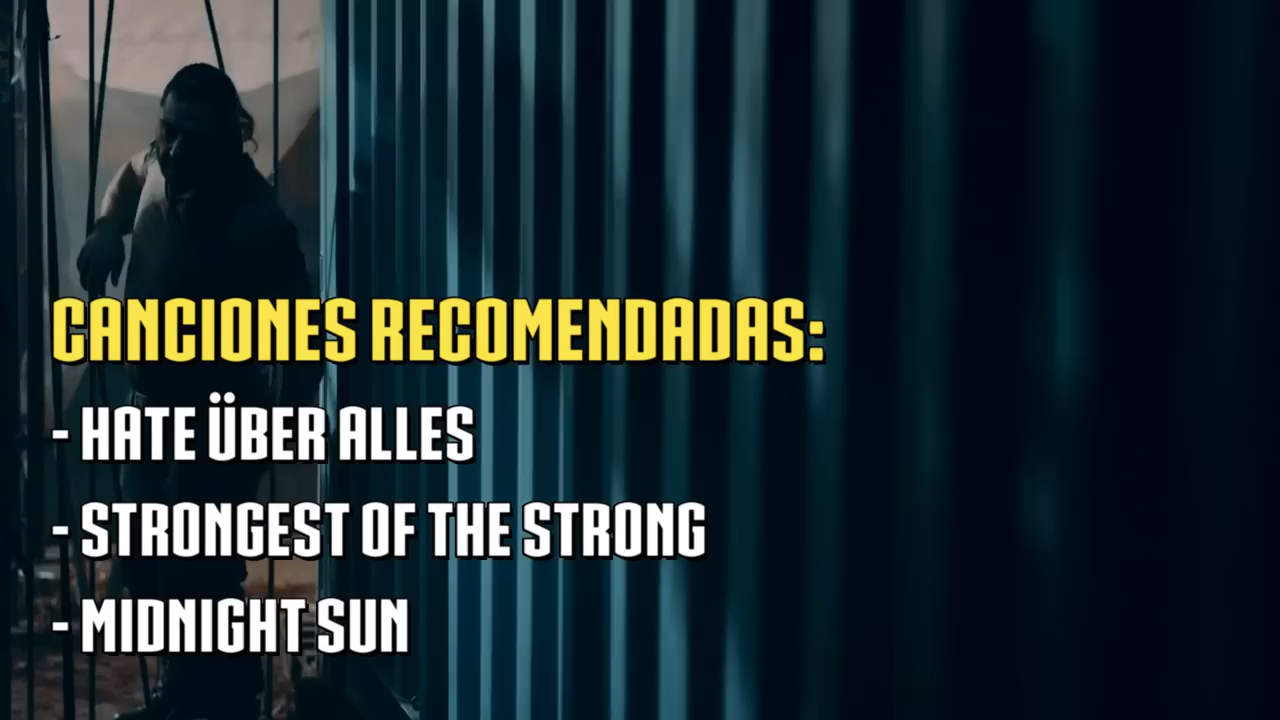 CANCIONES RECOMENDADAS:
- HATE ÜBER ALLES
- STRONGEST OF THE STRONG
- MIDNIGHT SUN